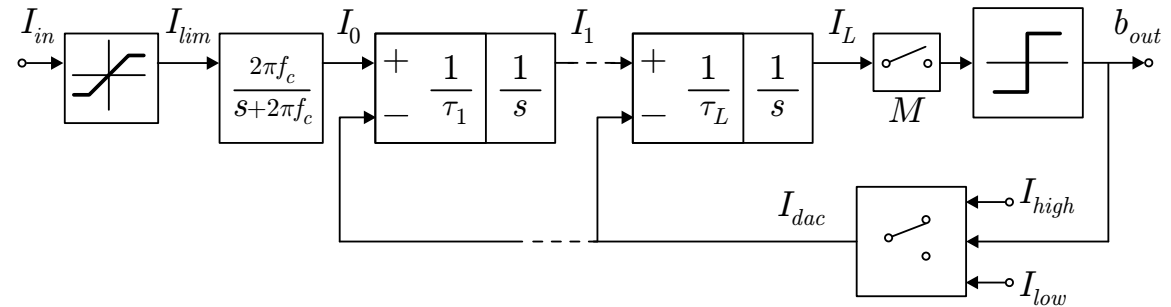 I_in
I_lim
I_0
I_1
I_L
b_out
2πf_c
s+2πf_c
+
1
τ_1
1
s
−
+
1
τ_L
1
s
−
M
I_dac
I_high
I_low